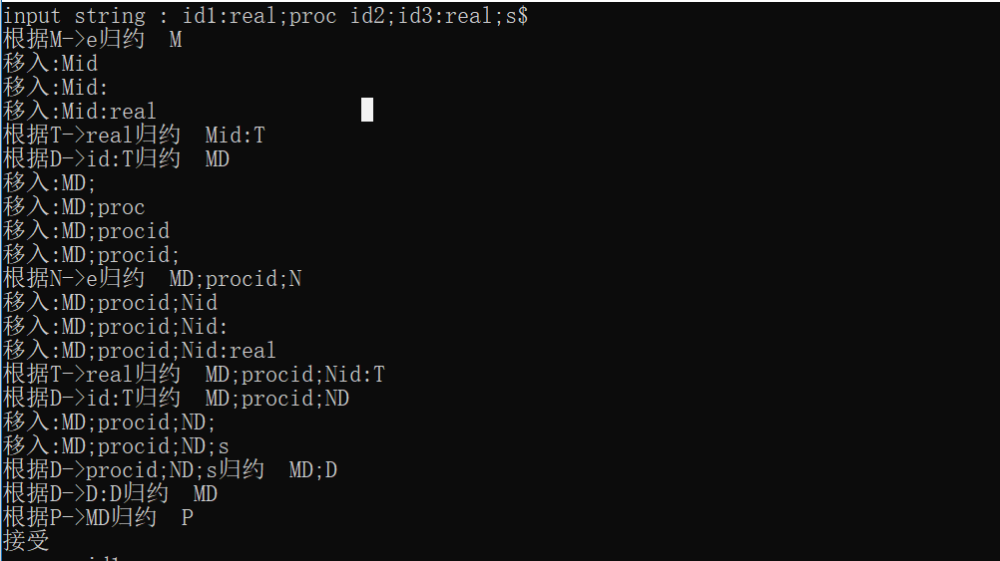 input string : id1:real;proc id2;id3:real;s$
根据M->e归约  M
移入:Mid
移入:Mid:
移入:Mid:real
根据T->real归约  Mid:T
根据D->id:T归约  MD
移入:MD;
移入:MD;proc
移入:MD;procid
移入:MD;procid;
根据N->e归约  MD;procid;N
移入:MD;procid;Nid
移入:MD;procid;Nid:
移入:MD;procid;Nid:real
根据T->real归约  MD;procid;Nid:T
根据D->id:T归约  MD;procid;ND
移入:MD;procid;ND;
移入:MD;procid;ND;s
根据D->procid;ND;s归约  MD;D
根据D->D:D归约  MD
根据P->MD归约  P
接受